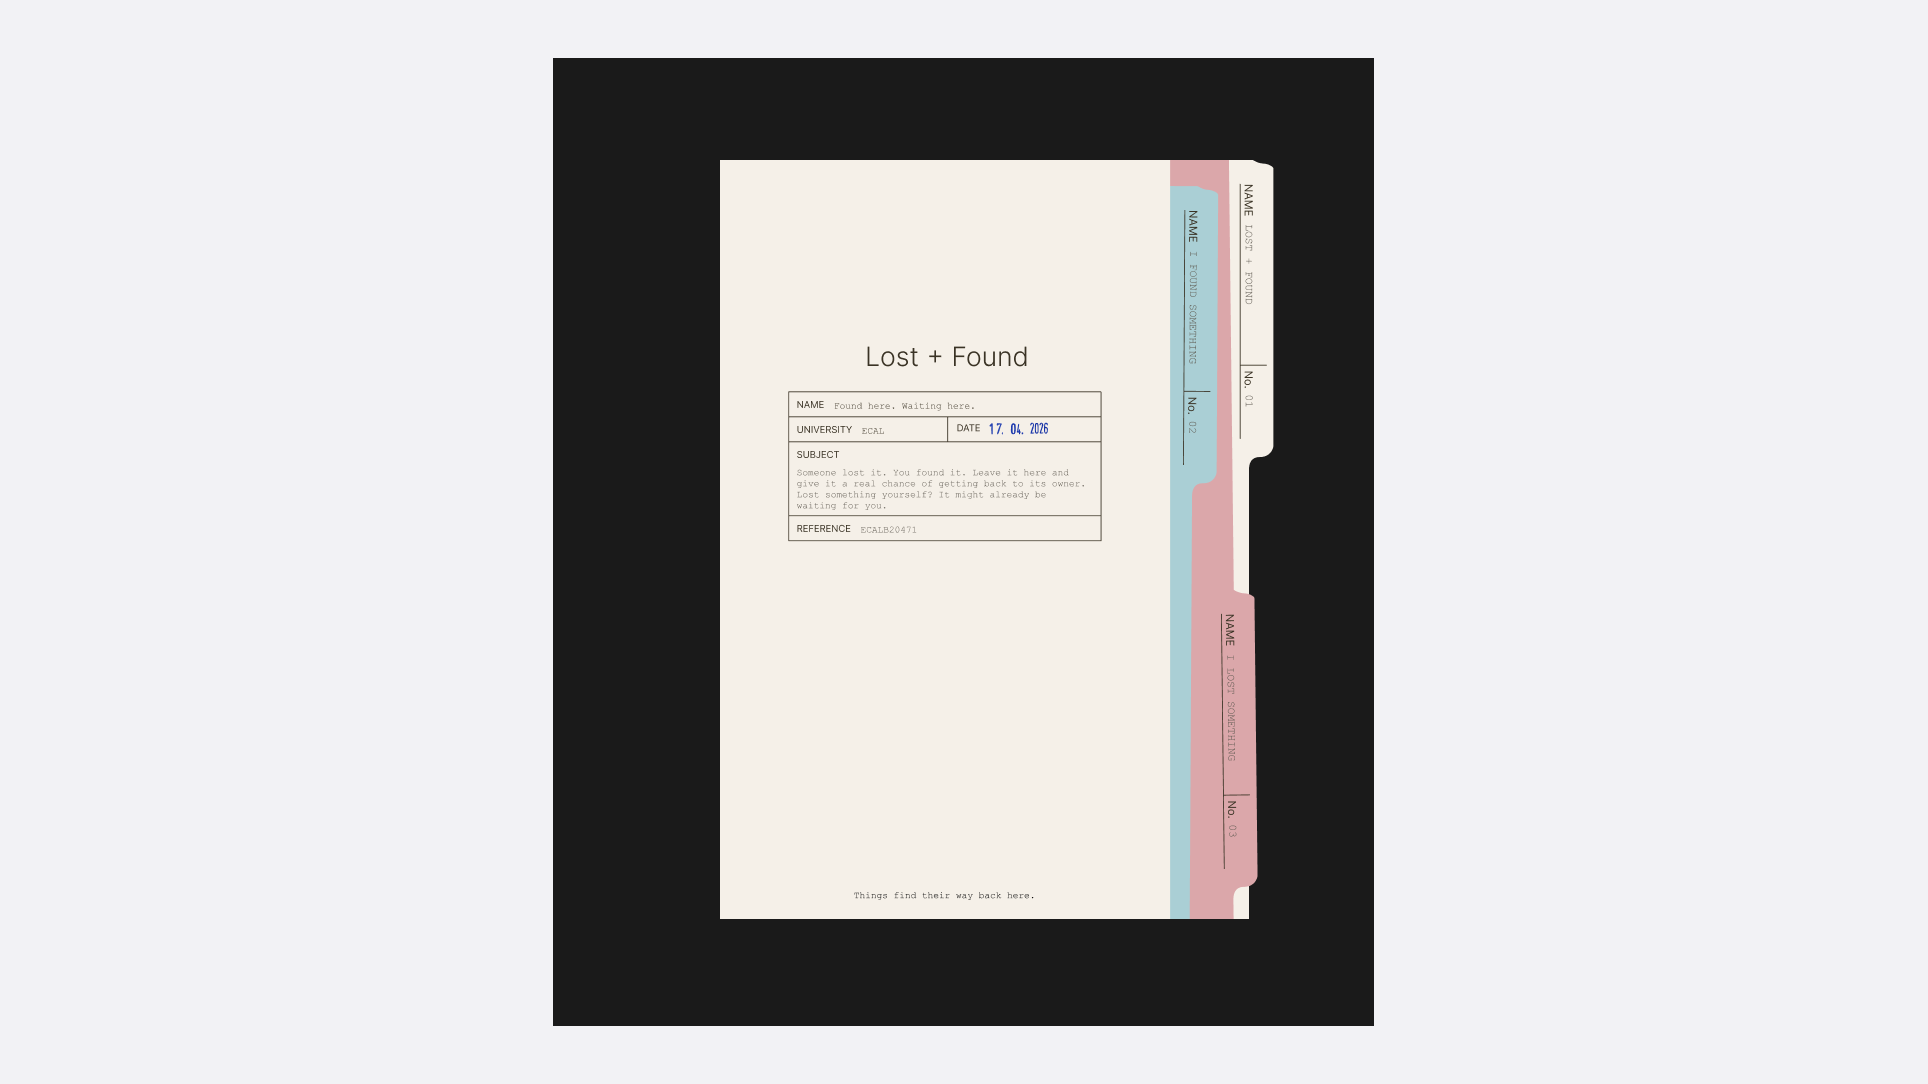 Lost + Found
NAME Found here. Waiting here.
UNIVERSITY ECAL
DATE 17. 04. 2026
SUBJECT
Someone lost it. You found it. Leave it here and
give it a real chance of getting back to its owner.
Lost something yourself? It might already be
waiting for you.
REFERENCE ECALB20471
Things find their way back here.
NAME I FOUND SOMETHING
No. 02
NAME LOST + FOUND
No. 01
NAME I LOST SOMETHING
No. 03